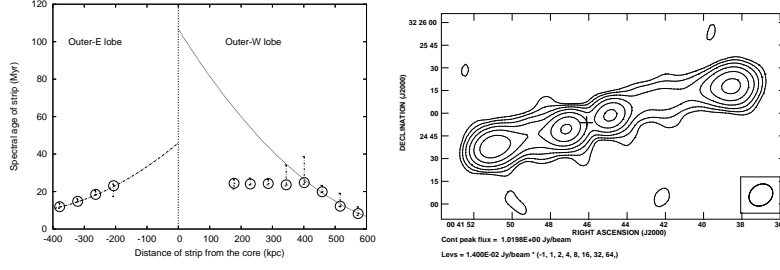 120
100
80
60
40
20
0
Spectral age of strip (Myr)
Outer-E lobe
Outer-W lobe
-400 -300 -200 -100 0 100 200 300 400 500 600
Distance of strip from the core (kpc)
DECLINATION (J2000)
32 26 00
25 45
30
15
00
24 45
30
15
00
00 41 52 50 48 46 44 42 40 38 36
RIGHT ASCENSION (J2000)
Cont peak flux = 1.0198E+00 Jy/beam
Levs = 1.400E-02 Jy/beam * (-1, 1, 2, 4, 8, 16, 32, 64,)